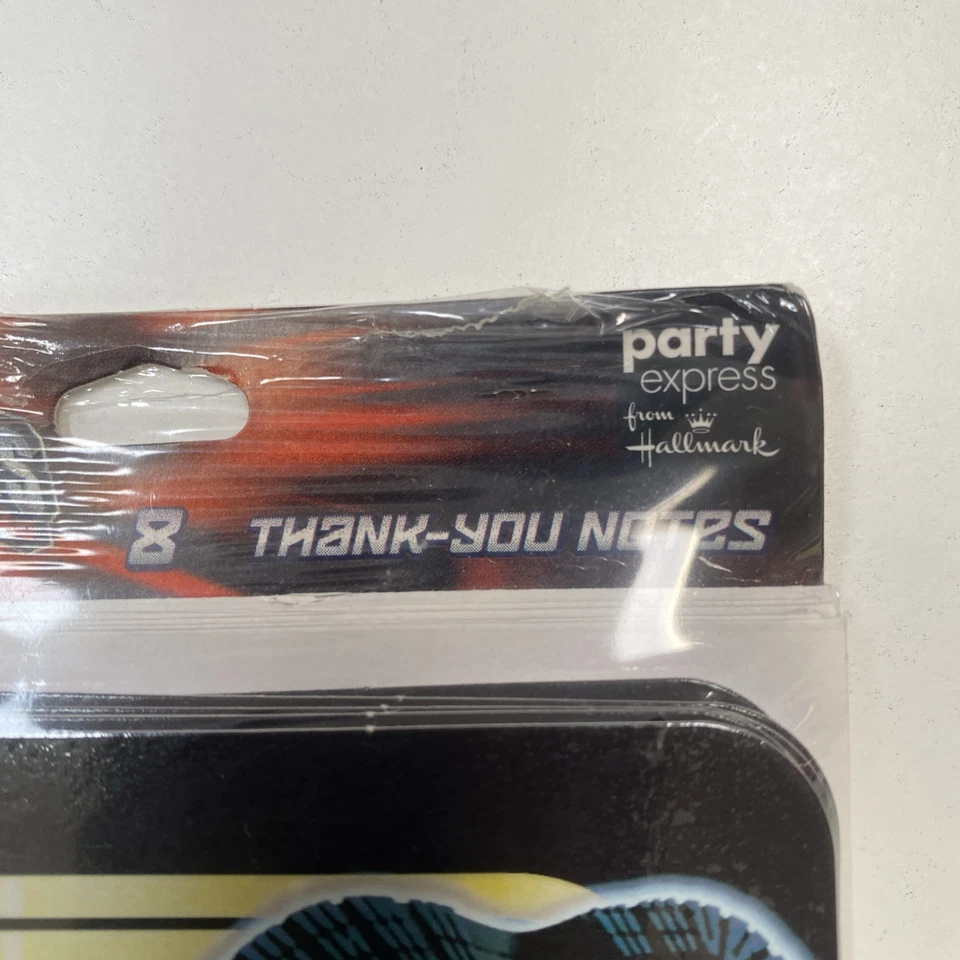 party
express
from
Hallmark
8 THANK-YOU NOTES